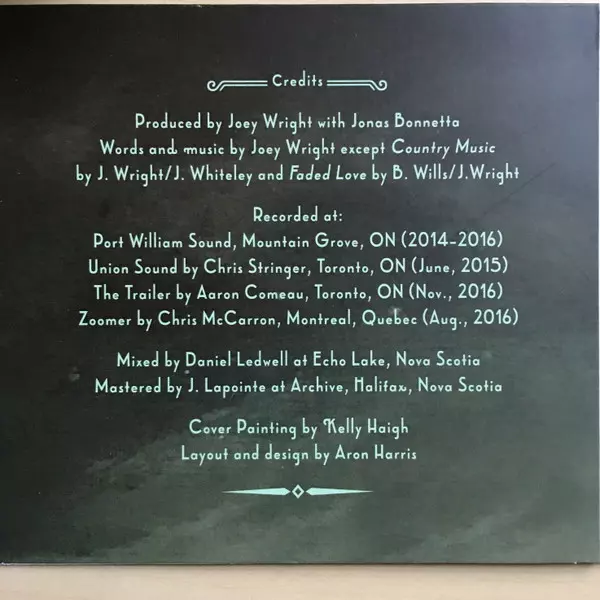 Credits
Produced by Joey Wright with Jonas Bonnetta
Words and music by Joey Wright except Country Music
by J. Wright/J. Whiteley and Faded Love by B. Wills/J.Wright
Recorded at:
Port William Sound, Mountain Grove, ON (2014-2016)
Union Sound by Chris Stringer, Toronto, ON (June, 2015)
The Trailer by Aaron Comeau, Toronto, ON (Nov., 2016)
Zoomer by Chris McCarron, Montreal, Quebec (Aug., 2016)
Mixed by Daniel Ledwell at Echo Lake, Nova Scotia
Mastered by J. Lapointe at Archive, Halifax, Nova Scotia
Cover Painting by Kelly Haigh
Layout and design by Aron Harris